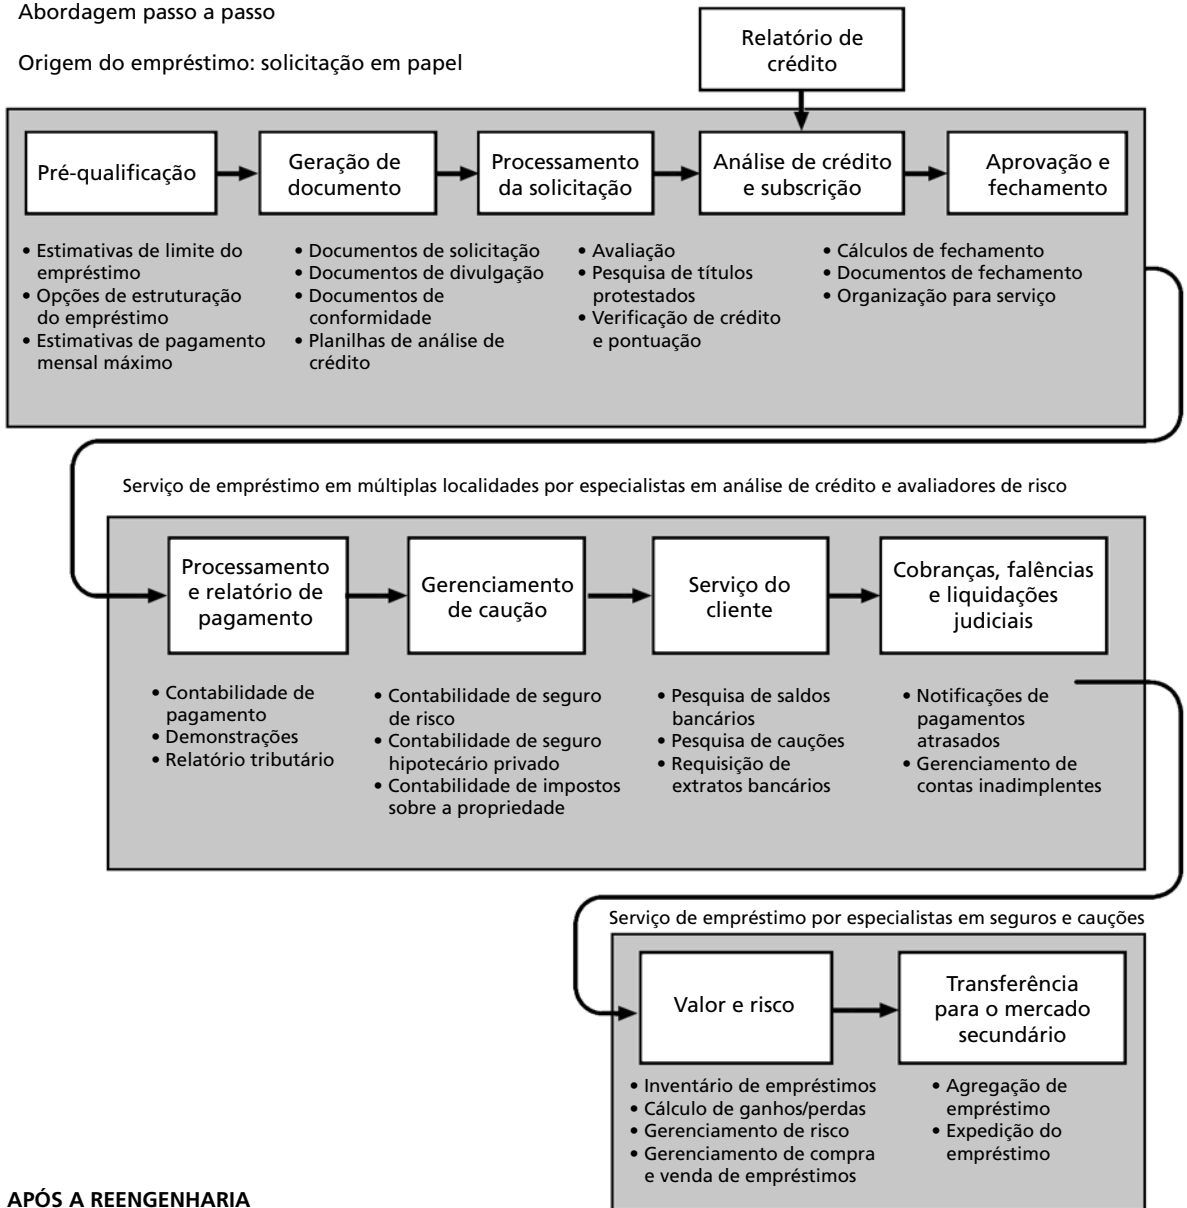 Abordagem passo a passo
Origem do empréstimo: solicitação em papel
Relatório de
crédito
Pré-qualificação
Geração de
documento
Processamento
da solicitação
Análise de crédito
e subscrição
Aprovação e
fechamento
• Estimativas de limite do
empréstimo
• Opções de estruturação
do empréstimo
• Estimativas de pagamento
mensal máximo
• Documentos de solicitação
• Documentos de divulgação
• Documentos de
conformidade
• Planilhas de análise de
crédito
• Avaliação
• Pesquisa de títulos
protestados
• Verificação de crédito
e pontuação
• Cálculos de fechamento
• Documentos de fechamento
• Organização para serviço
Serviço de empréstimo em múltiplas localidades por especialistas em análise de crédito e avaliadores de risco
Processamento
e relatório de
pagamento
Gerenciamento
de caução
Serviço do
cliente
Cobranças, falências
e liquidações
judiciais
• Contabilidade de
pagamento
• Demonstrações
• Relatório tributário
• Contabilidade de seguro
de risco
• Contabilidade de seguro
hipotecário privado
• Contabilidade de impostos
sobre a propriedade
• Pesquisa de saldos
bancários
• Pesquisa de cauções
• Requisição de
extratos bancários
• Notificações de
pagamentos
atrasados
• Gerenciamento de
contas inadimplentes
Serviço de empréstimo por especialistas em seguros e cauções
Valor e risco
Transferência
para o mercado
secundário
• Inventário de empréstimos
• Cálculo de ganhos/perdas
• Gerenciamento de risco
• Gerenciamento de compra
e venda de empréstimos
• Agregação de
empréstimo
• Expedição do
empréstimo
APÓS A REENGENHARIA